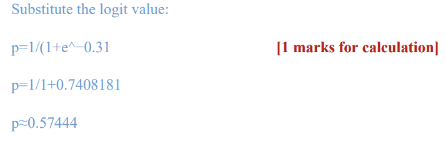 Substitute the logit value:
p=1/(1+e^−0.31 [1 marks for calculation]
p=1/1+0.7408181
p≈0.57444